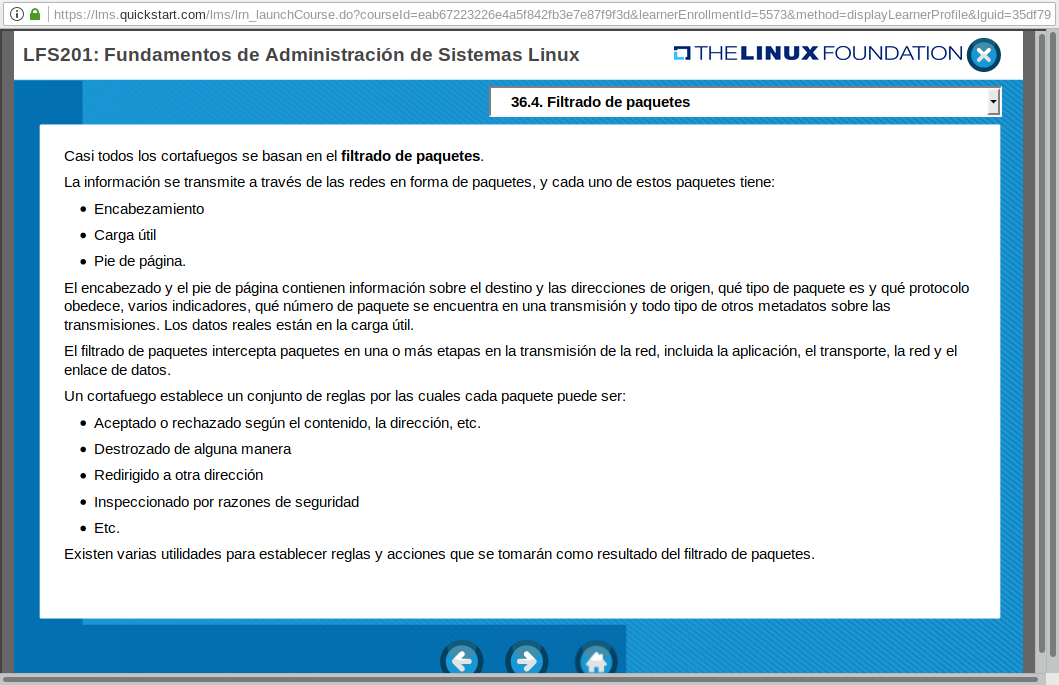 https://lms.quickstart.com/lms/lrn_launchCourse.do?courseId=eab67223226e4a5f842fb3e7e87f9f3d&learnerEnrollmentId=5573&method=displayLearnerProfile&lguid=35df79
LFS201: Fundamentos de Administración de Sistemas Linux
THE LINUX FOUNDATION
36.4. Filtrado de paquetes
Casi todos los cortafuegos se basan en el filtrado de paquetes.
La información se transmite a través de las redes en forma de paquetes, y cada uno de estos paquetes tiene:
• Encabezamiento
• Carga útil
• Pie de página.
El encabezado y el pie de página contienen información sobre el destino y las direcciones de origen, qué tipo de paquete es y qué protocolo
obedece, varios indicadores, qué número de paquete se encuentra en una transmisión y todo tipo de otros metadatos sobre las
transmisiones. Los datos reales están en la carga útil.
El filtrado de paquetes intercepta paquetes en una o más etapas en la transmisión de la red, incluida la aplicación, el transporte, la red y el
enlace de datos.
Un cortafuego establece un conjunto de reglas por las cuales cada paquete puede ser:
• Aceptado o rechazado según el contenido, la dirección, etc.
• Destrozado de alguna manera
• Redirigido a otra dirección
• Inspeccionado por razones de seguridad
• Etc.
Existen varias utilidades para establecer reglas y acciones que se tomarán como resultado del filtrado de paquetes.